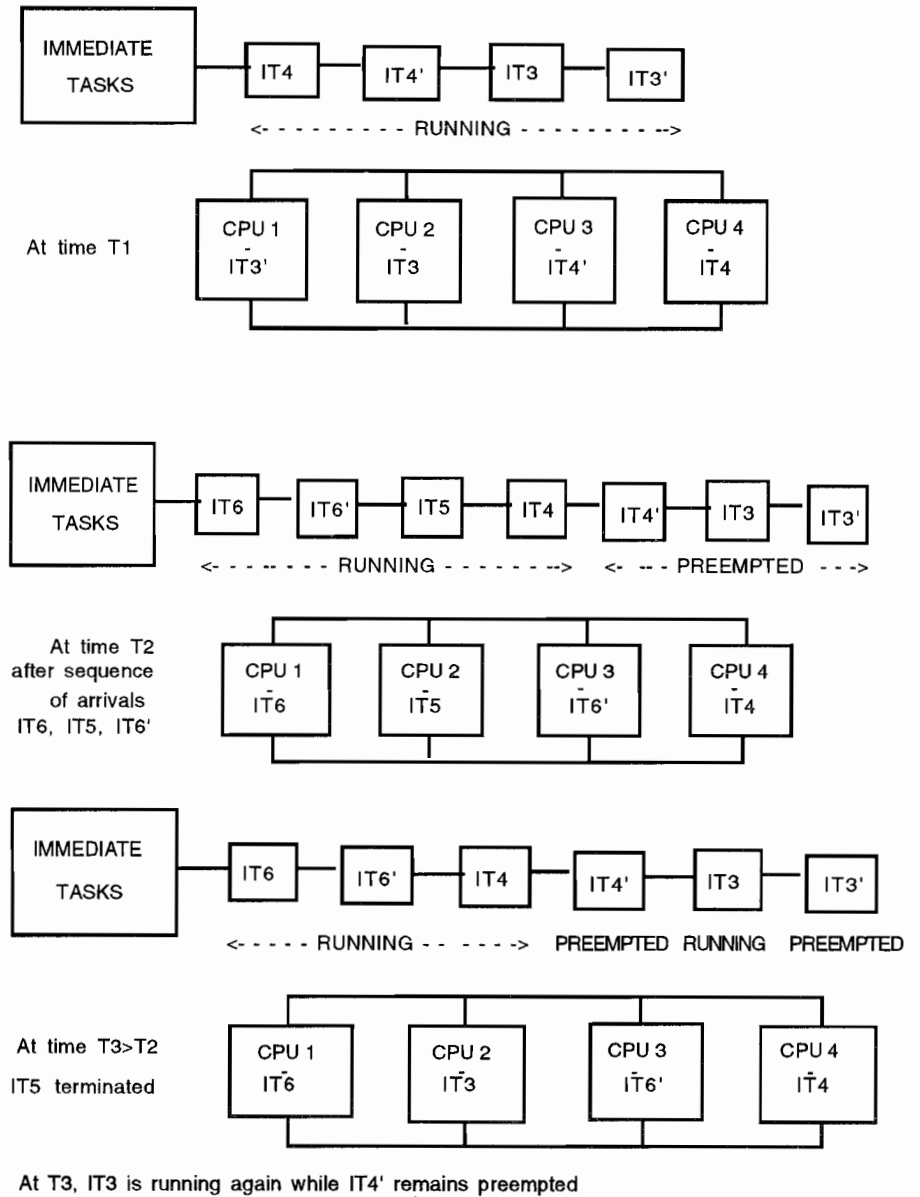 IMMEDIATE
TASKS
IT4
IT4'
IT3
IT3'
<- - - - - - - - - RUNNING - - - - - - - - - -->
At time T1
CPU 1
-
IT3'
CPU 2
-
IT3
CPU 3
-
IT4'
CPU 4
-
IT4
IMMEDIATE
TASKS
IT6
IT6'
IT5
IT4
IT4'
IT3
IT3'
<- - - -- - - - RUNNING - - - - - - - -->
<- --- - PREEMPTED - - ->
At time T2
after sequence
of arrivals
IT6, IT5, IT6'
CPU 1
-
IT6
CPU 2
-
IT5
CPU 3
-
IT6'
CPU 4
-
IT4
IMMEDIATE
TASKS
IT6
IT6'
IT4
IT4'
IT3
IT3'
<- - - - - RUNNING - - - - - ->
PREEMPTED
RUNNING
PREEMPTED
At time T3>T2
IT5 terminated
CPU 1
-
IT6
CPU 2
-
IT3
CPU 3
-
IT6'
CPU 4
-
IT4
At T3, IT3 is running again while IT4' remains preempted